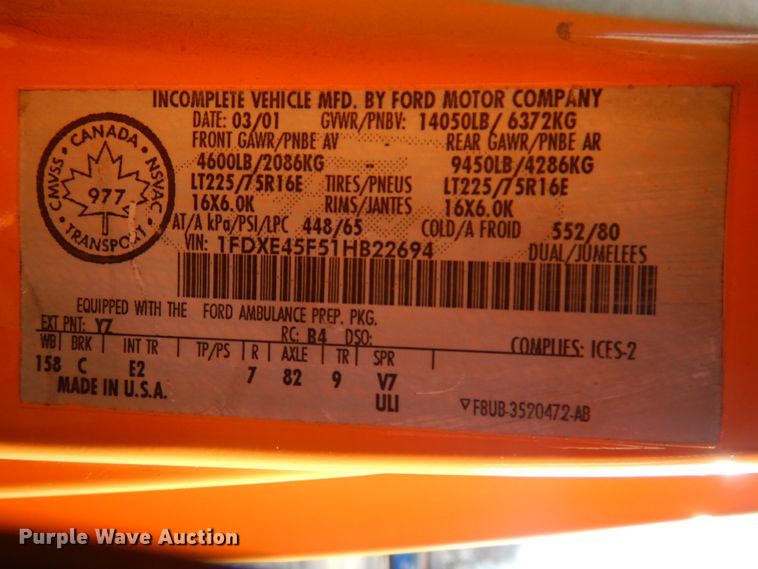 INCOMPLETE VEHICLE MFD. BY FORD MOTOR COMPANY
DATE: 03/01 GVWR/PNBV: 14050LB/ 6372KG
FRONT GAWR/PNBE AV REAR GAWR/PNBE AR
4600LB/2086KG - 9450LB/4286KG
LT225/75R16E TIRES/PNEUS LT225/75R16E
16X6.0K RIMS/JANTES 16X6.0K
AT/A kPa/PSI/LPC 448/65 COLD/A FROID 552/80
VIN: 1FDXE45F51HB22694 DUAL/JUMELEES
CMVSS CANADA NSVAC
977
TRANSPORT
EQUIPPED WITH THE FORD AMBULANCE PREP. PKG.
EXT PNT: YZ RC: B4 DSO:
WB BRK INT TR TP/PS R AXLE TR SPR COMPLIES: ICES-2
158 C E2 7 82 9 V7
MADE IN U.S.A. ULI
▽F8UB-3520472-AB
Purple Wave Auction